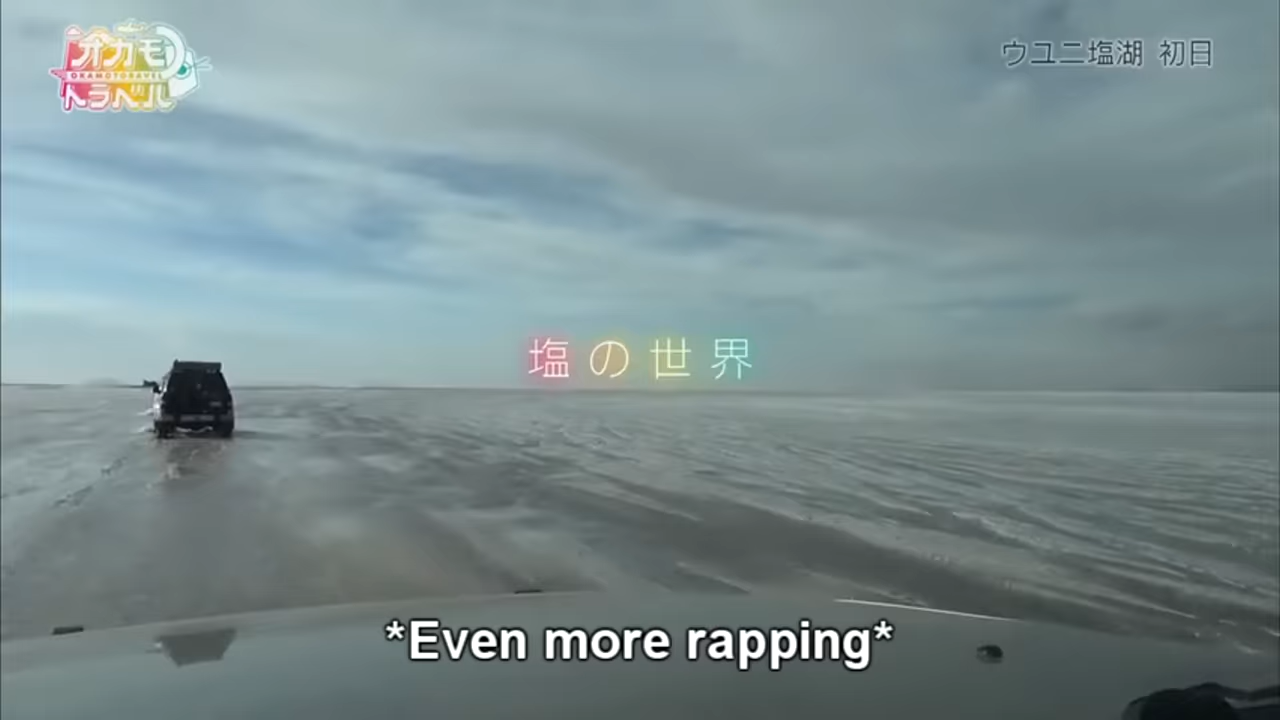 オカモ
OKAMOTORAVEL
トラベル
ウユニ塩湖 初日
塩の世界
*Even more rapping*